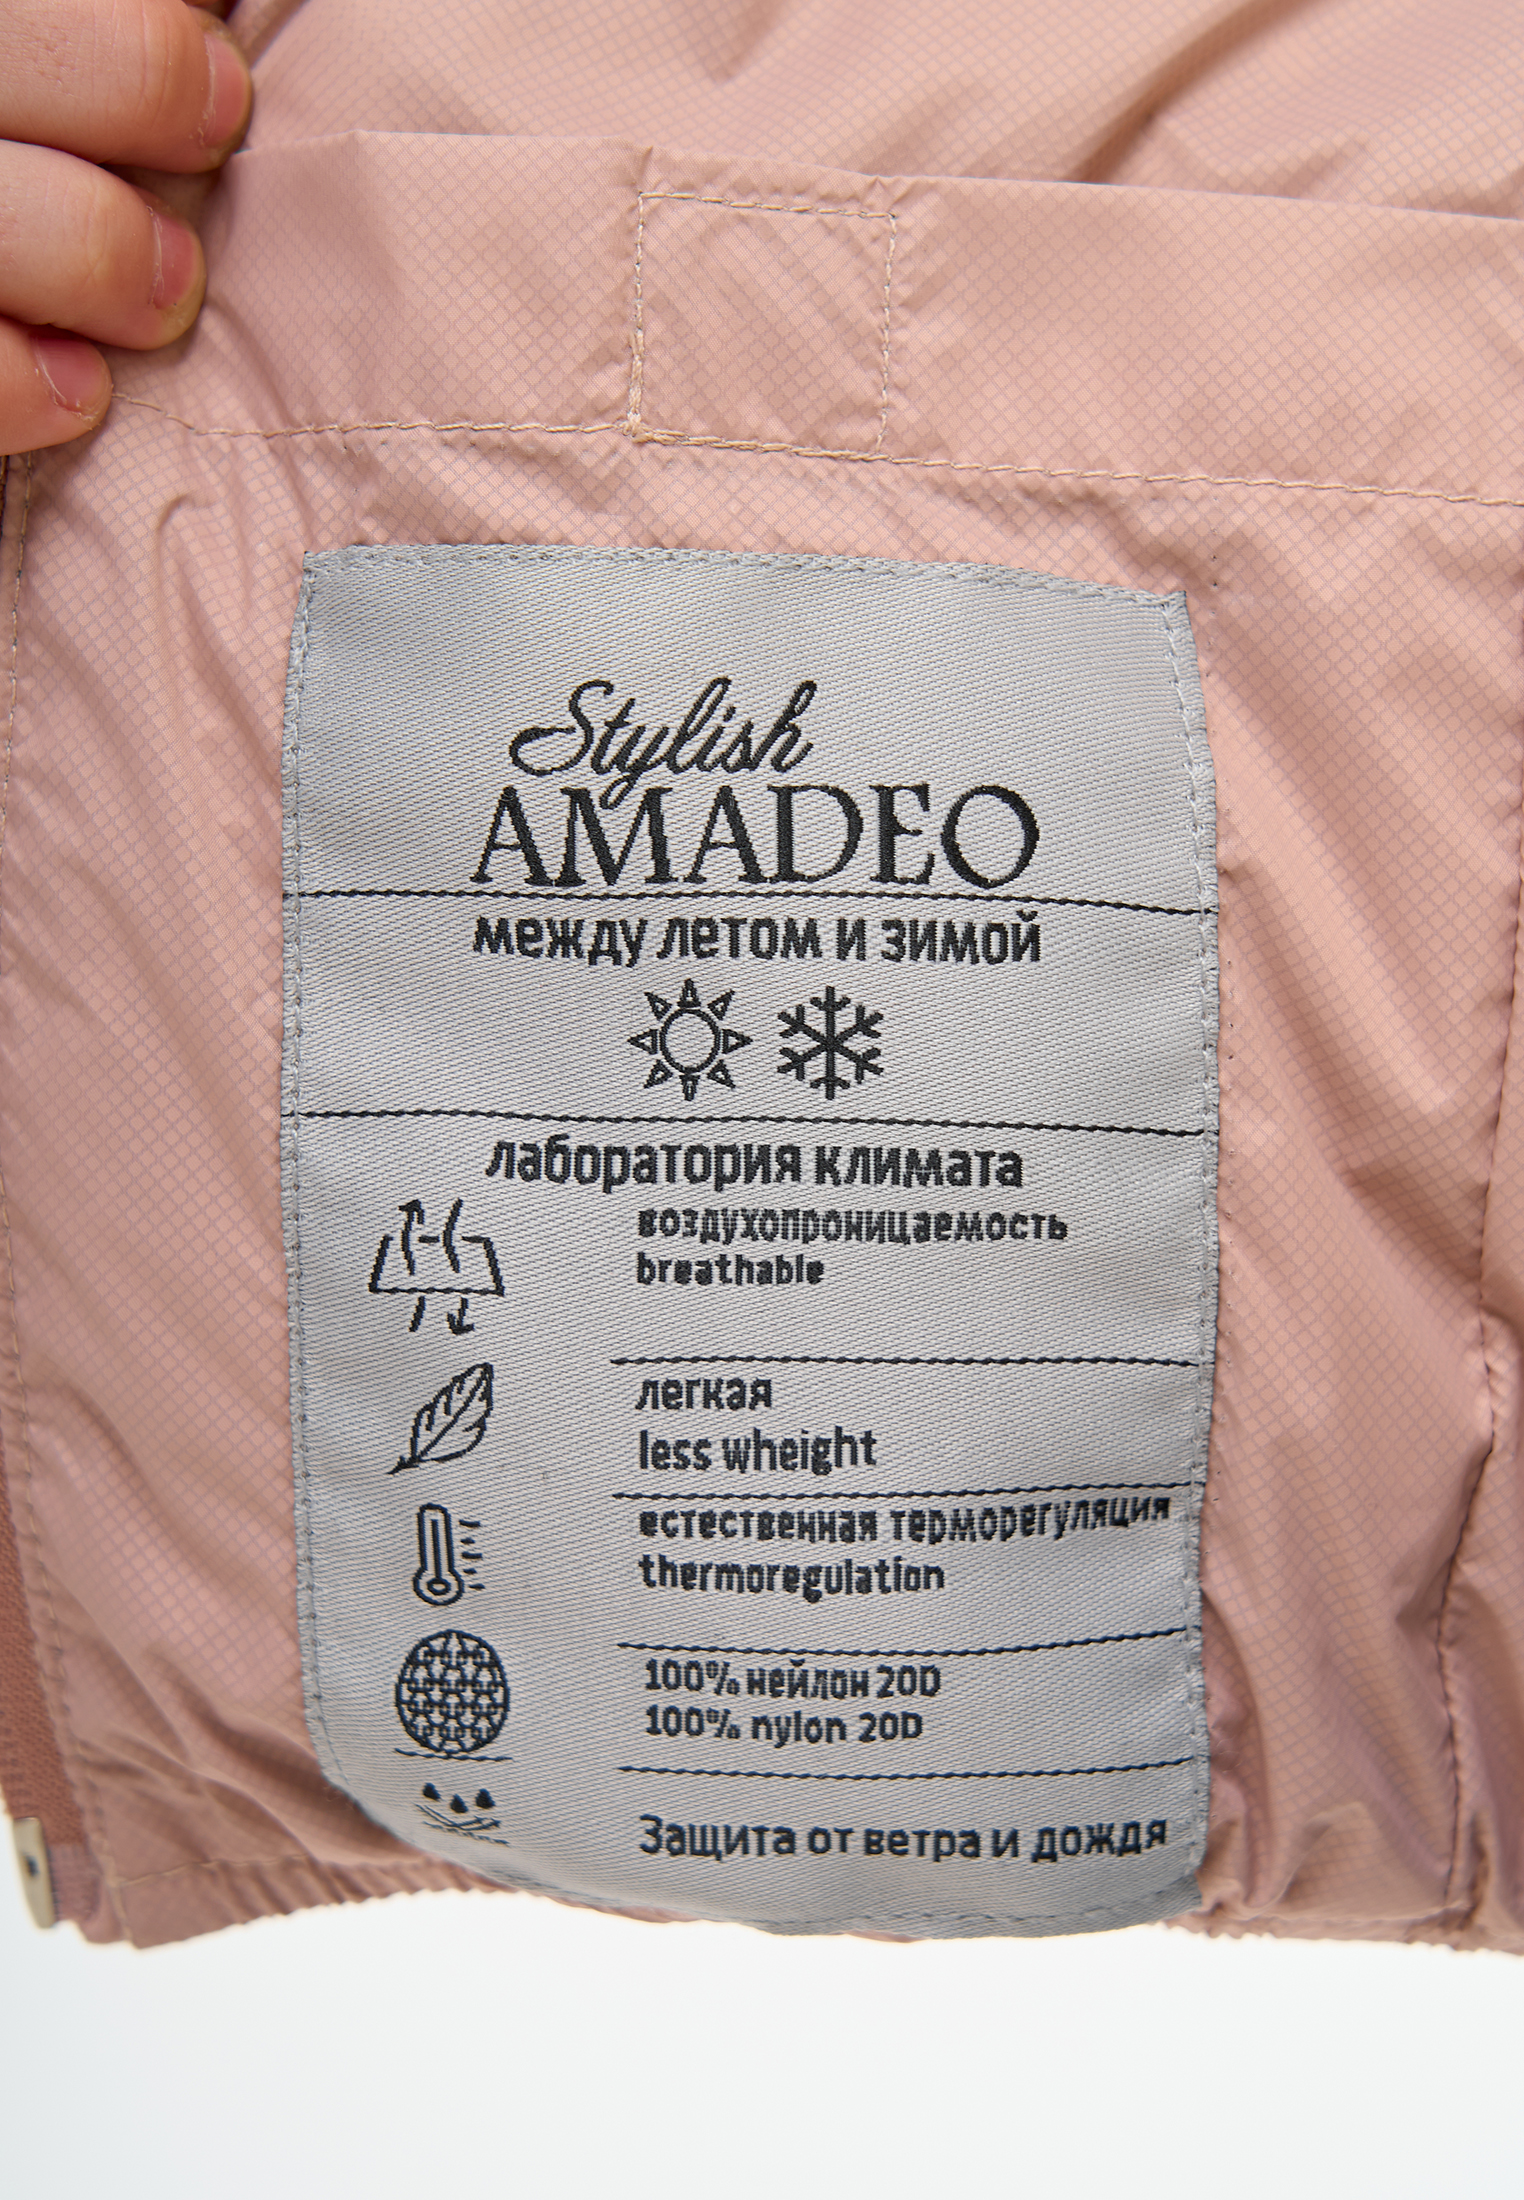 Stylish
AMADEO
между летом и зимой
лаборатория климата
воздухопроницаемость
breathable
легкая
less wheight
естественная терморегуляция
thermoregulation
100% нейлон 20D
100% nylon 20D
Защита от ветра и дождя